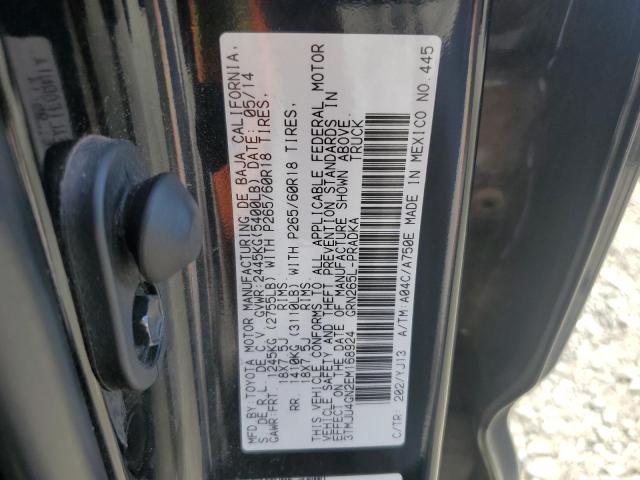 MFD. BY: TOYOTA MOTOR MANUFACTURING DE BAJA CALIFORNIA,
S. DE R.L. DE C.V. GVWR: 2445KG(5400LB) DATE: 05/14
GAWR: FRT. 1245KG (2755LB) WITH P265/60R18 TIRES,
18X7.5J RIMS
RR. 1410KG (3110LB) WITH P265/60R18 TIRES,
18X7.5J RIMS
THIS VEHICLE CONFORMS TO ALL APPLICABLE FEDERAL MOTOR
VEHICLE SAFETY AND THEFT PREVENTION STANDARDS IN
EFFECT ON THE DATE OF MANUFACTURE SHOWN ABOVE.
3TMJU4GN2EM168924 GRN265L-PRADKA TRUCK
C/TR: 202/YJ13 A/TM: A04C/A750E MADE IN MEXICO NO. 445